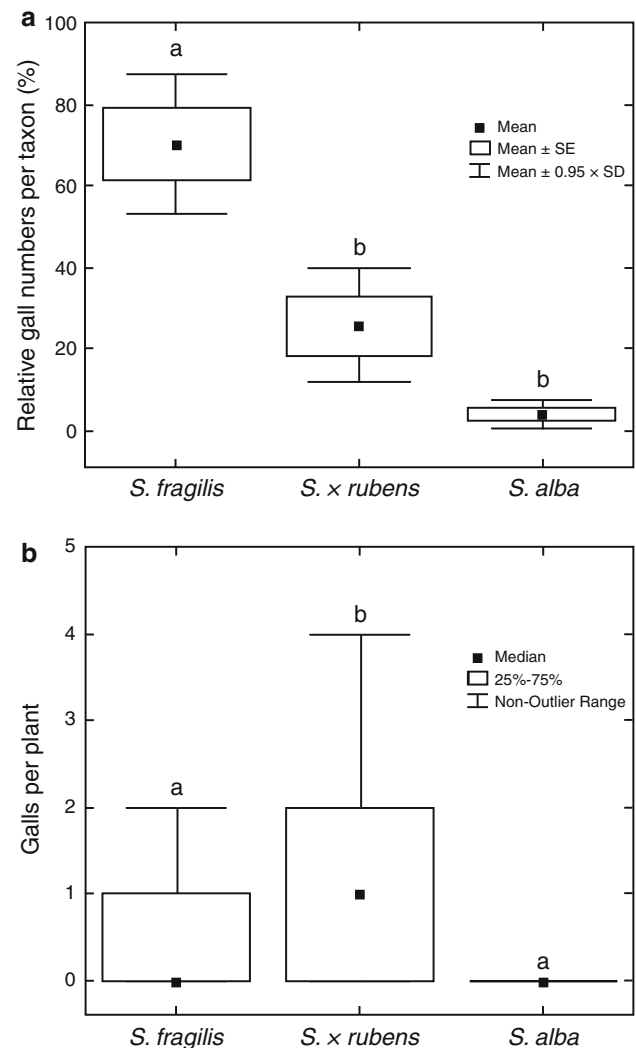 a
Relative gall numbers per taxon (%)
100
80
60
40
20
0
a
b
b
Mean
Mean ± SE
Mean ± 0.95 × SD
S. fragilis
S. × rubens
S. alba
b
Galls per plant
5
4
3
2
1
0
a
b
a
Median
25%-75%
Non-Outlier Range
S. fragilis
S. × rubens
S. alba